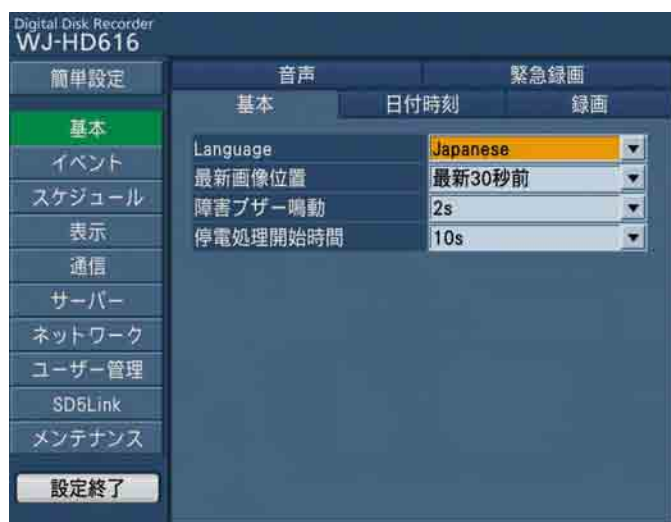 Digital Disk Recorder
WJ-HD616
簡単設定
基本
イベント
スケジュール
表示
通信
サーバー
ネットワーク
ユーザー管理
SD5Link
メンテナンス
設定終了
音声 緊急録画
基本 日付時刻 録画
Language Japanese
最新画像位置 最新30秒前
障害ブザー鳴動 2s
停電処理開始時間 10s